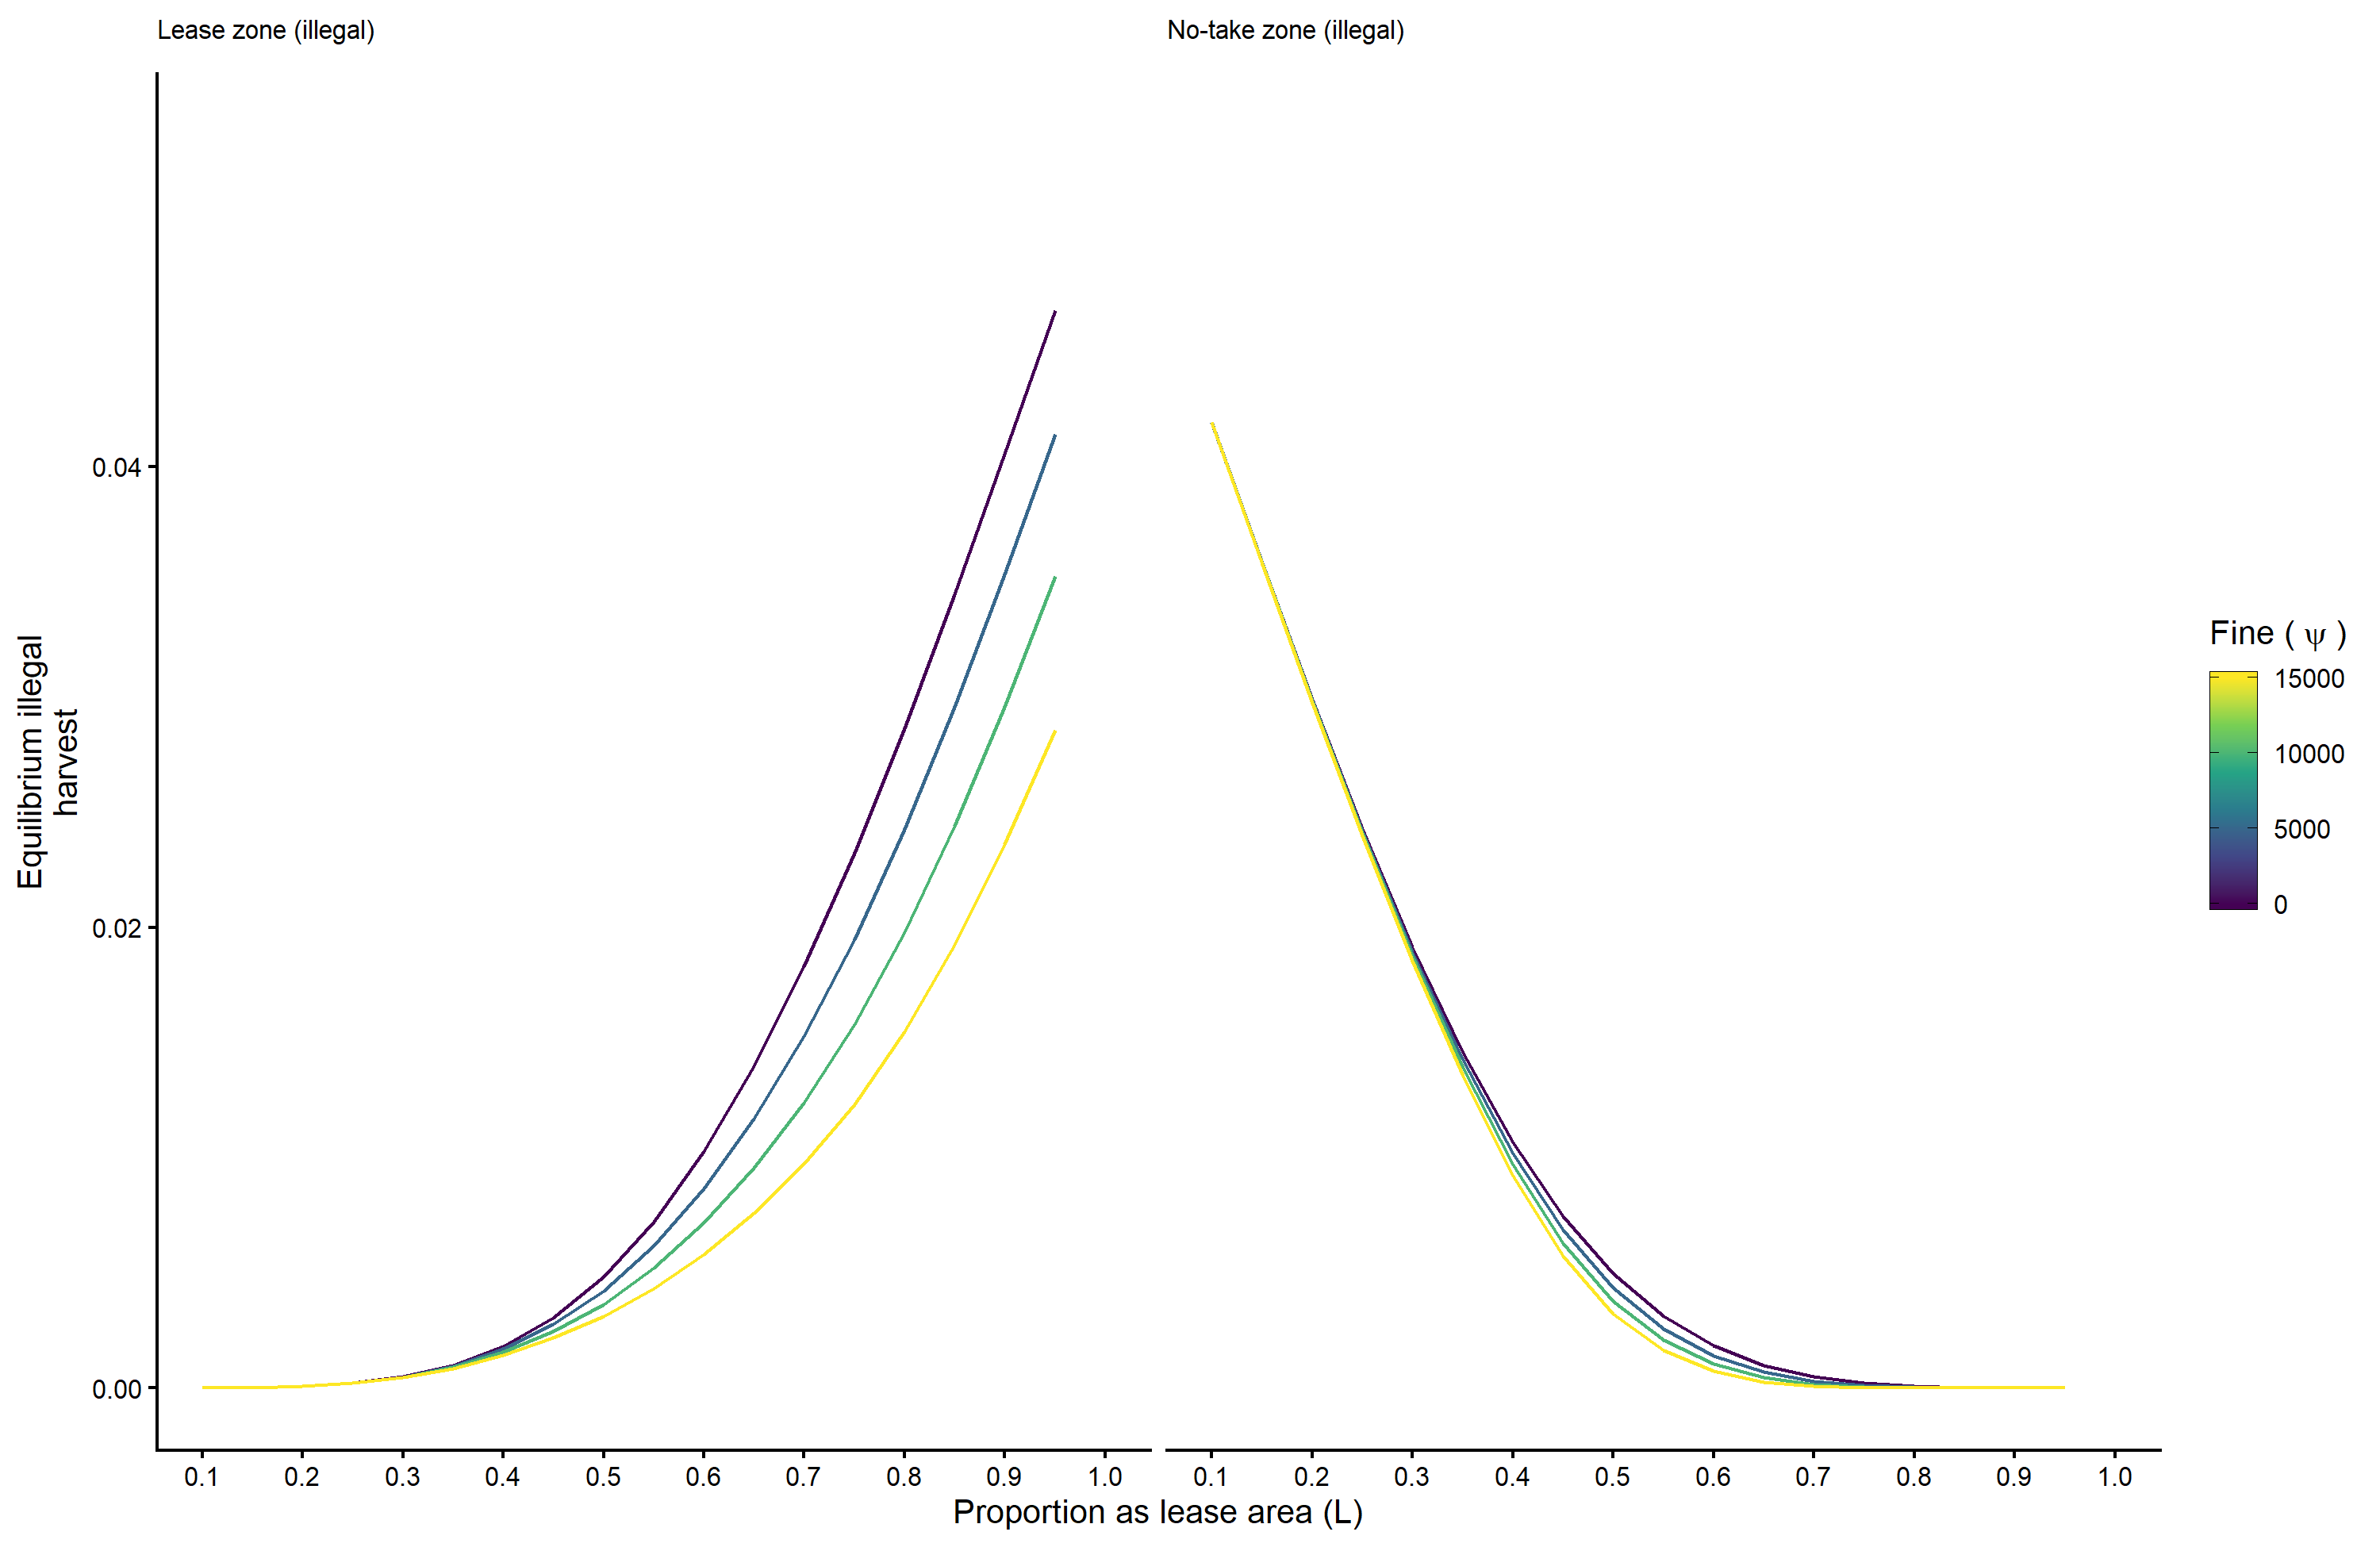 Lease zone (illegal)
No-take zone (illegal)
Equilibrium illegal
harvest
0.04
0.02
0.00
0.1 0.2 0.3 0.4 0.5 0.6 0.7 0.8 0.9 1.0
0.1 0.2 0.3 0.4 0.5 0.6 0.7 0.8 0.9 1.0
Proportion as lease area (L)
Fine ( ψ )
15000
10000
5000
0